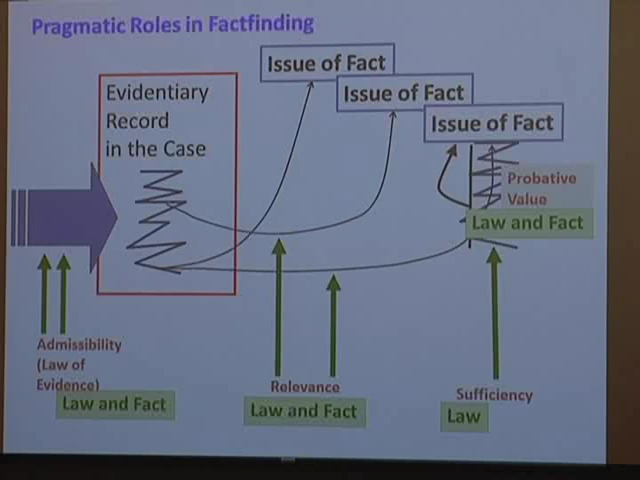 Pragmatic Roles in Factfinding
Issue of Fact
Issue of Fact
Issue of Fact
Evidentiary
Record
in the Case
Probative
Value
Law and Fact
Admissibility
(Law of
Evidence)
Law and Fact
Relevance
Law and Fact
Sufficiency
Law